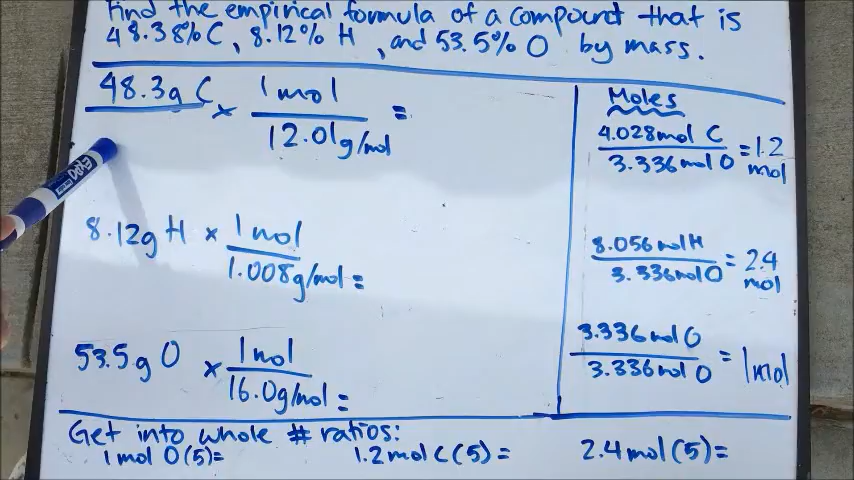 Find the empirical formula of a compound that is
48.38% C, 8.12% H, and 53.5% O by mass.
48.3g C x 1 mol / 12.01g/mol =
8.12g H x 1 mol / 1.008g/mol =
53.5g O x 1 mol / 16.0g/mol =
Moles
4.028 mol C / 3.336 mol O = 1.2 mol
8.056 mol H / 3.336 mol O = 2.4 mol
3.336 mol O / 3.336 mol O = 1 mol
Get into whole # ratios:
1 mol O (5) = 1.2 mol C (5) = 2.4 mol (5) =
EXPO